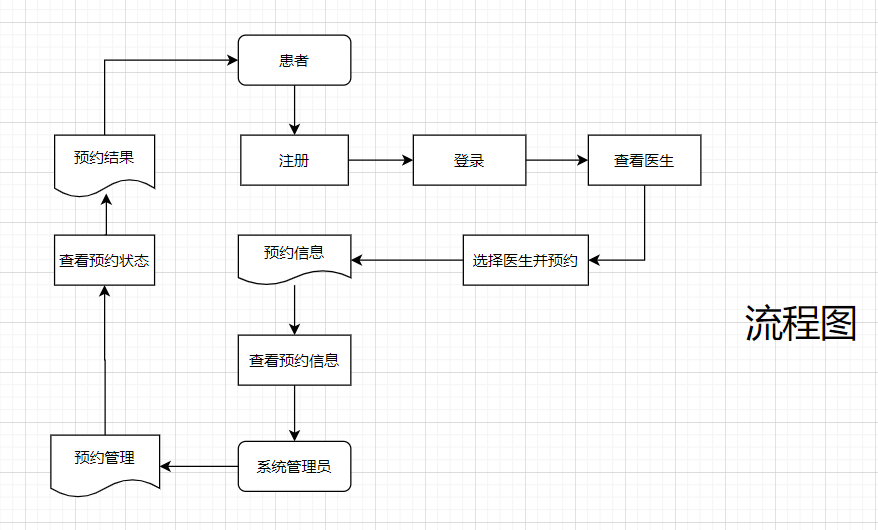 患者
预约结果
注册
登录
查看医生
查看预约状态
预约信息
选择医生并预约
流程图
查看预约信息
预约管理
系统管理员